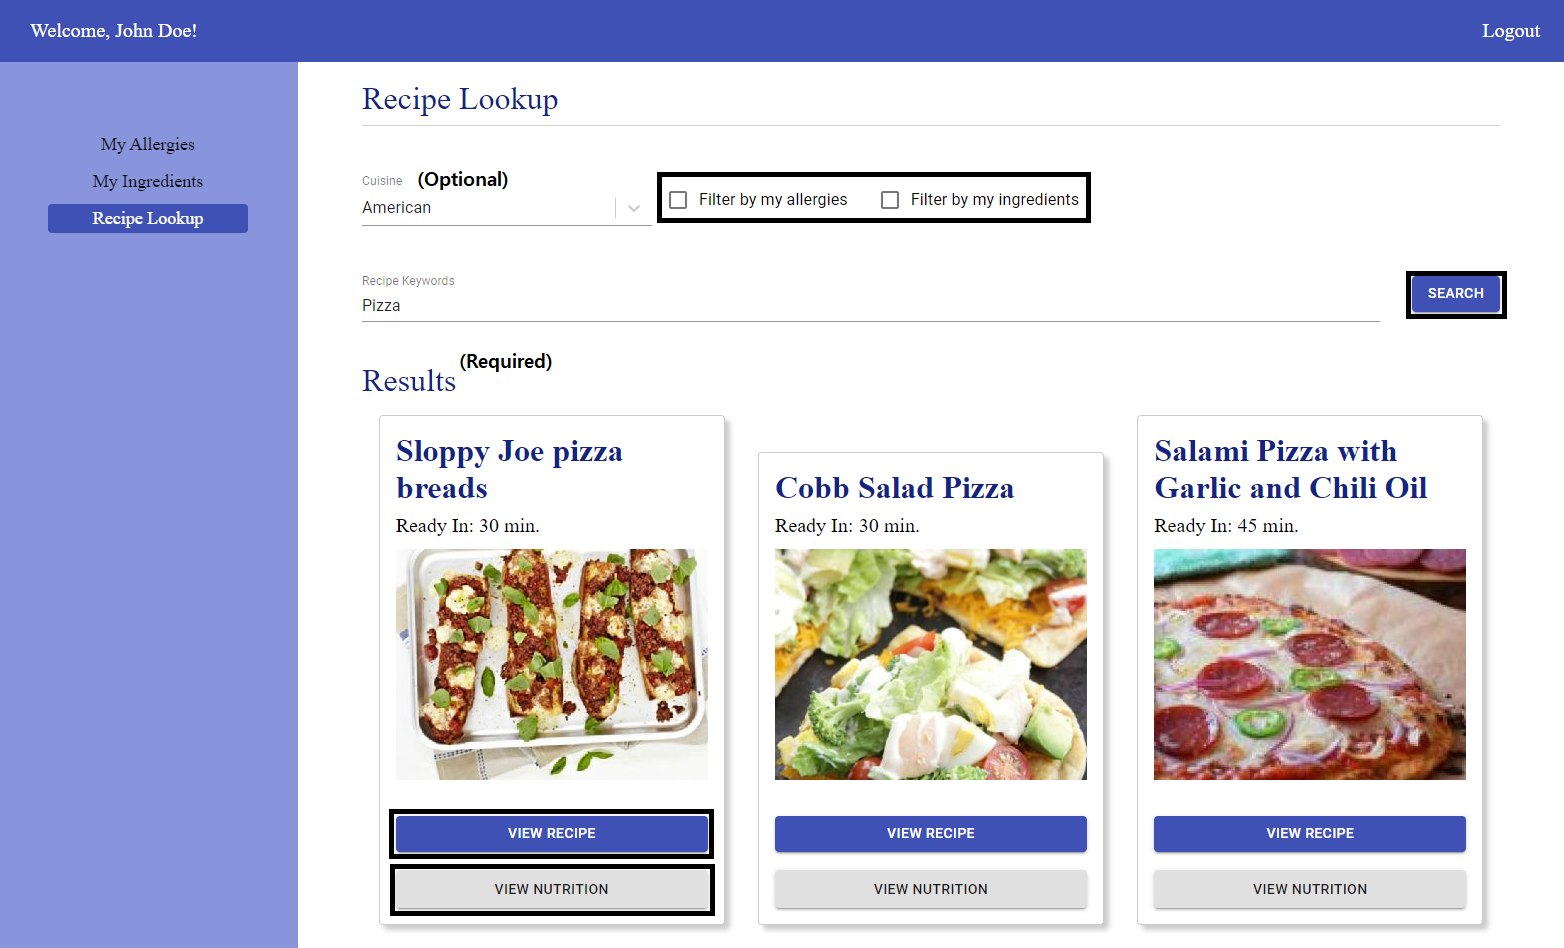 Welcome, John Doe!
Logout
My Allergies
My Ingredients
Recipe Lookup
Recipe Lookup
Cuisine (Optional)
American
Filter by my allergies
Filter by my ingredients
Recipe Keywords
Pizza
SEARCH
(Required)
Results
Sloppy Joe pizza
breads
Ready In: 30 min.
VIEW RECIPE
VIEW NUTRITION
Cobb Salad Pizza
Ready In: 30 min.
VIEW RECIPE
VIEW NUTRITION
Salami Pizza with
Garlic and Chili Oil
Ready In: 45 min.
VIEW RECIPE
VIEW NUTRITION